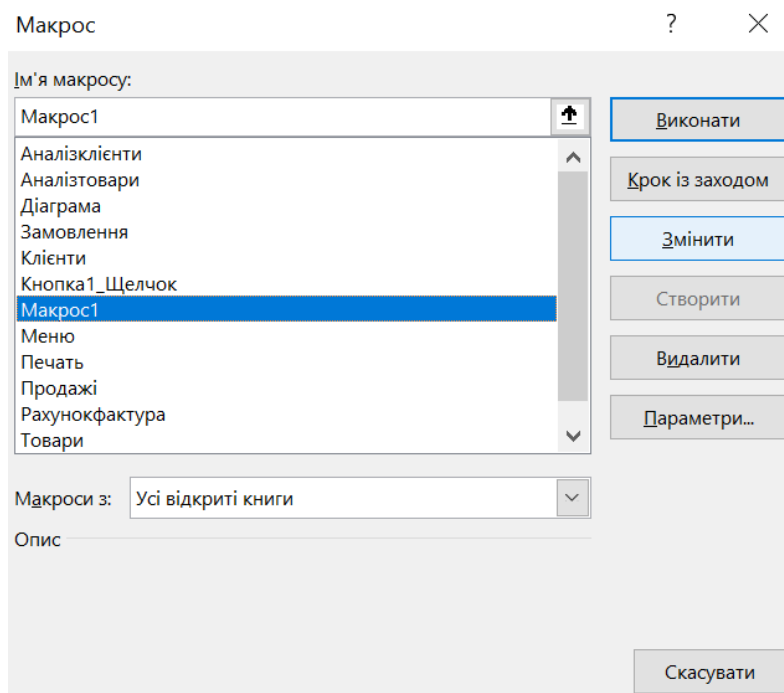 Макрос
Ім'я макросу:
Макрос1
Виконати
Аналізклієнти
Аналізтовари
Крок із заходом
Діаграма
Замовлення
Змінити
Клієнти
Кнопка1_Щелчок
Створити
Макрос1
Меню
Печать
Видалити
Продажі
Рахунокфактура
Параметри...
Товари
Макроси з:
Усі відкриті книги
Опис
Скасувати